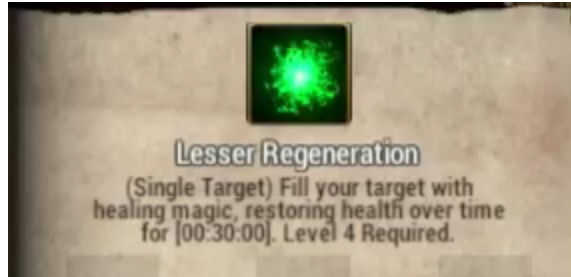 Lesser Regeneration
(Single Target) Fill your target with
healing magic, restoring health over time
for [00:30:00]. Level 4 Required.